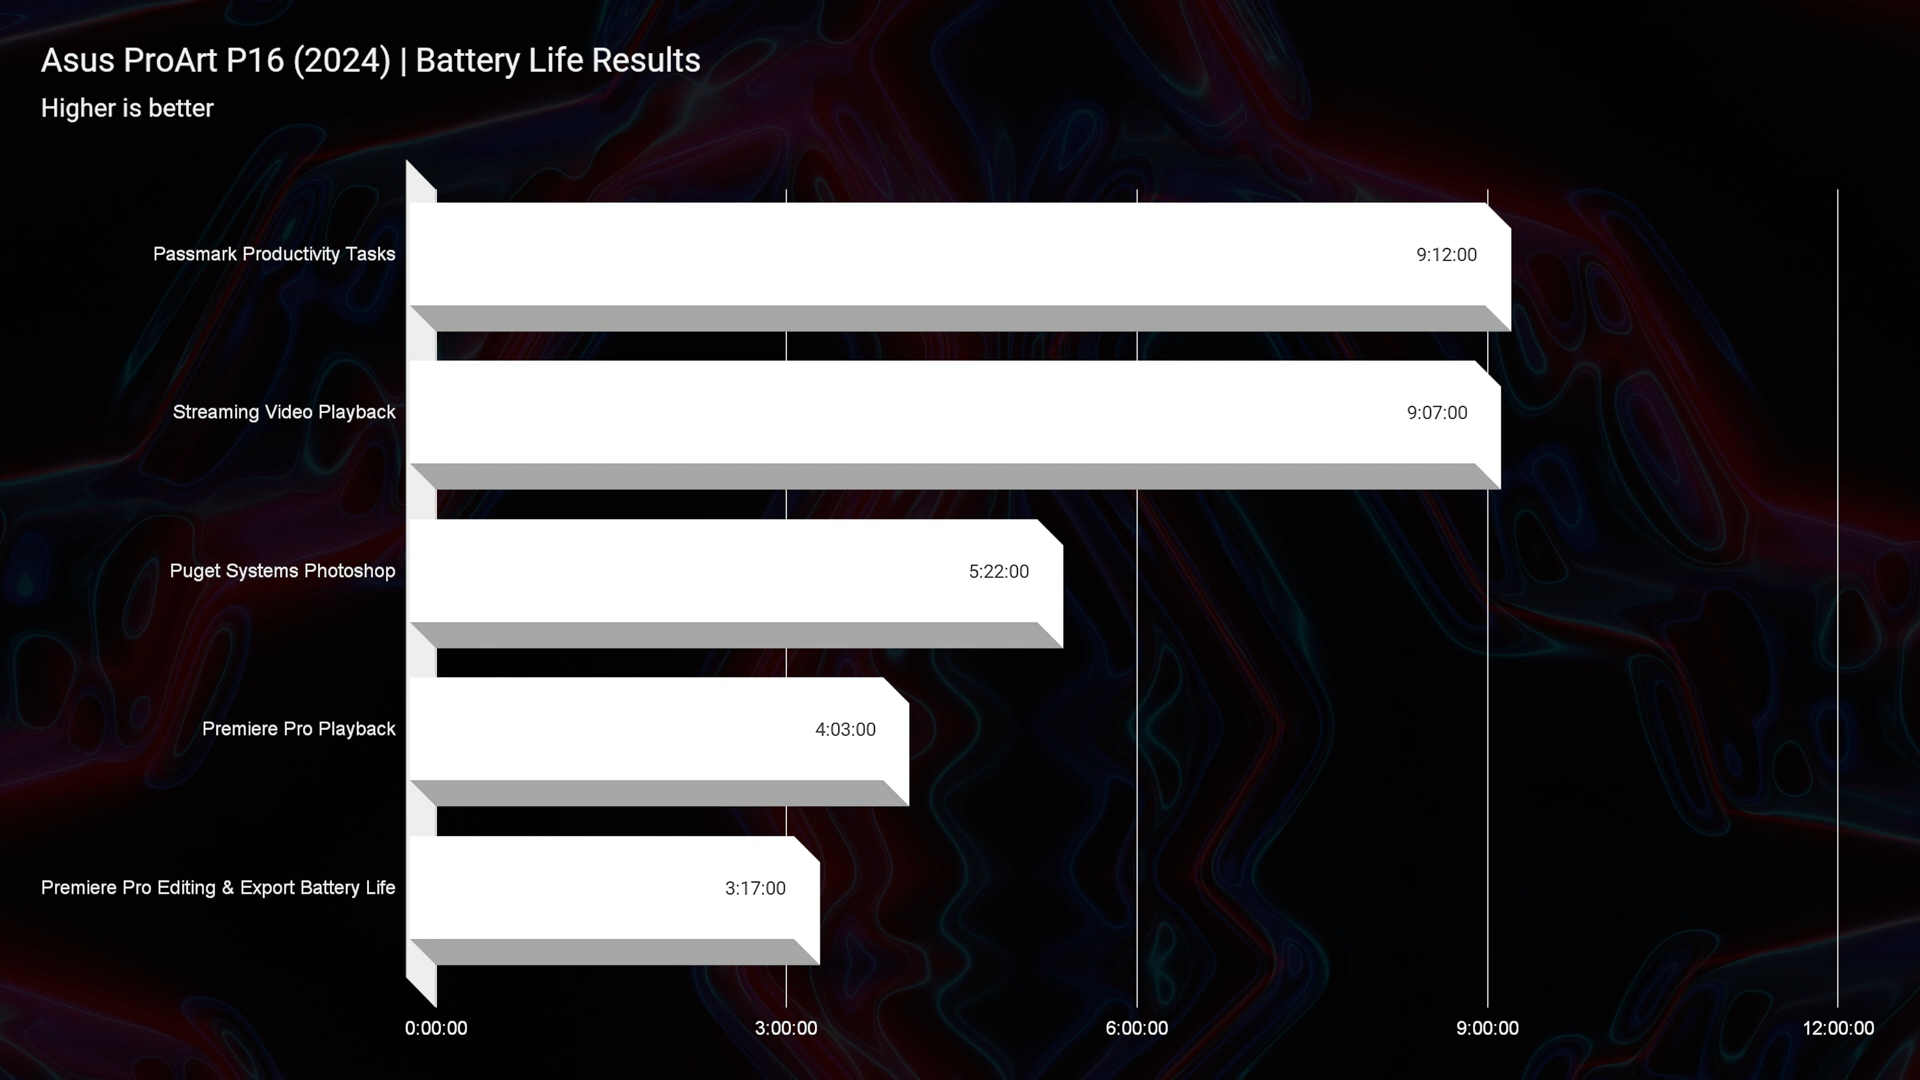 Asus ProArt P16 (2024) | Battery Life Results
Higher is better
Passmark Productivity Tasks
9:12:00
Streaming Video Playback
9:07:00
Puget Systems Photoshop
5:22:00
Premiere Pro Playback
4:03:00
Premiere Pro Editing & Export Battery Life
3:17:00
0:00:00
3:00:00
6:00:00
9:00:00
12:00:00